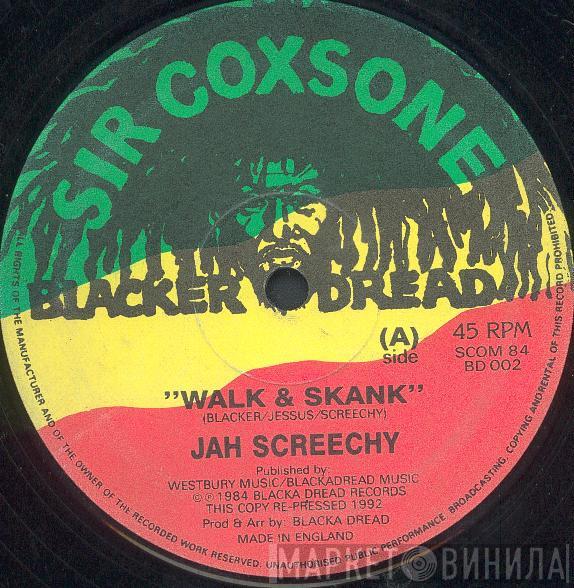 SIR COXSONE
BLACKER DREAD
(A)
side
45 RPM
SCOM 84
BD 002
"WALK & SKANK"
(BLACKER/JESSUS/SCREECHY)
JAH SCREECHY
Published by:
WESTBURY MUSIC/BLACKADREAD MUSIC
©℗1984 BLACKA DREAD RECORDS
THIS COPY RE-PRESSED 1992
Prod & Arr by: BLACKA DREAD
MADE IN ENGLAND
ALL RIGHTS OF THE MANUFACTURER AND OF THE OWNER OF THE RECORDED WORK RESERVED. UNAUTHORISED PUBLIC PERFORMANCE, BROADCASTING, COPYING ANDRENTAL OF THIS RECORD PROHIBITED.
МАРКЕТ ВИНИЛА